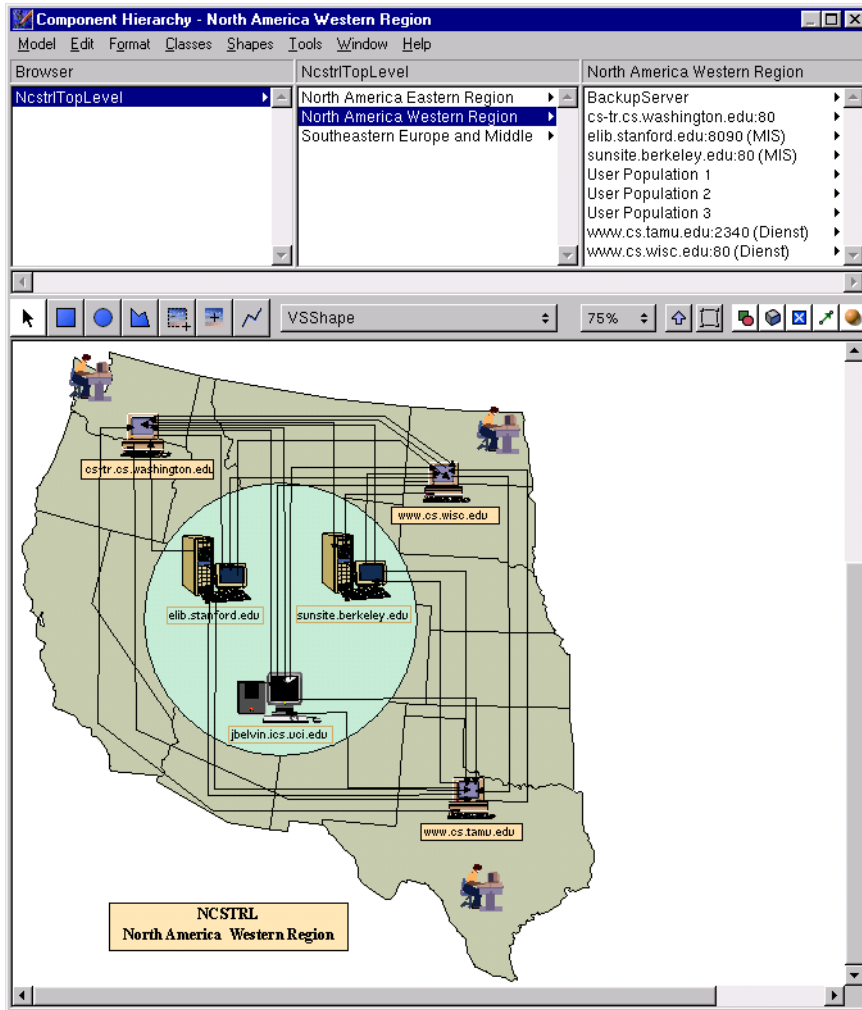 Component Hierarchy - North America Western Region
Model Edit Format Classes Shapes Tools Window Help
Browser NcstrlTopLevel North America Western Region
NcstrlTopLevel
North America Eastern Region
North America Western Region
Southeastern Europe and Middle
BackupServer
cs-tr.cs.washington.edu:80
elib.stanford.edu:8090 (MIS)
sunsite.berkeley.edu:80 (MIS)
User Population 1
User Population 2
User Population 3
www.cs.tamu.edu:2340 (Dienst)
www.cs.wisc.edu:80 (Dienst)
VSShape 75%
cs-tr.cs.washington.edu
www.cs.wisc.edu
elib.stanford.edu
sunsite.berkeley.edu
jbelvin.ics.uci.edu
www.cs.tamu.edu
NCSTRL
North America Western Region